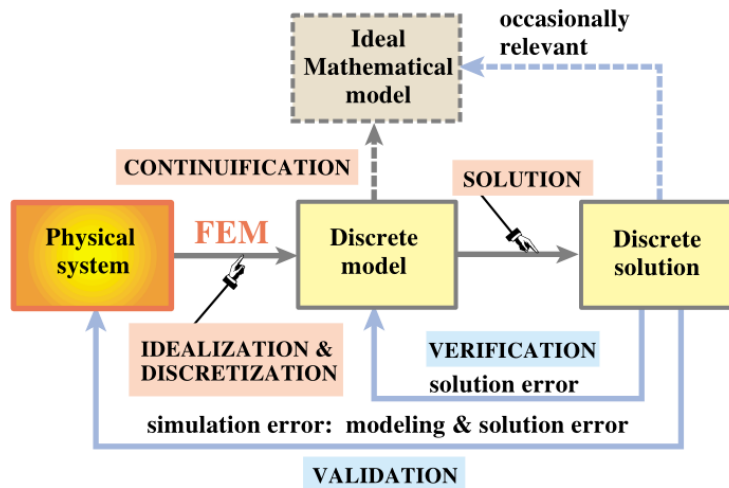 occasionally
relevant
Ideal
Mathematical
model
CONTINUIFICATION
SOLUTION
Physical
system
FEM
Discrete
model
Discrete
solution
IDEALIZATION &
DISCRETIZATION
VERIFICATION
solution error
simulation error: modeling & solution error
VALIDATION